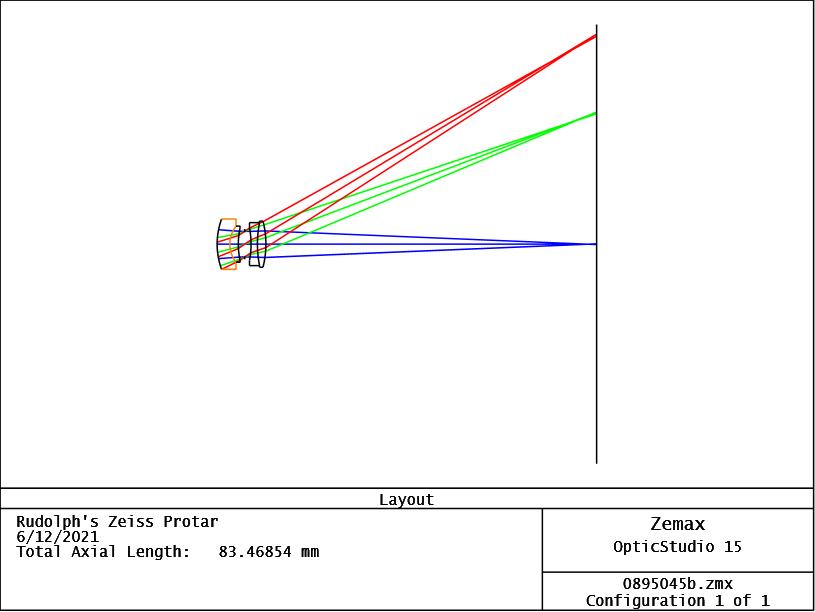 Layout
Rudolph's Zeiss Protar
6/12/2021
Total Axial Length:   83.46854 mm
Zemax
OpticStudio 15
O895045b.zmx
Configuration 1 of 1